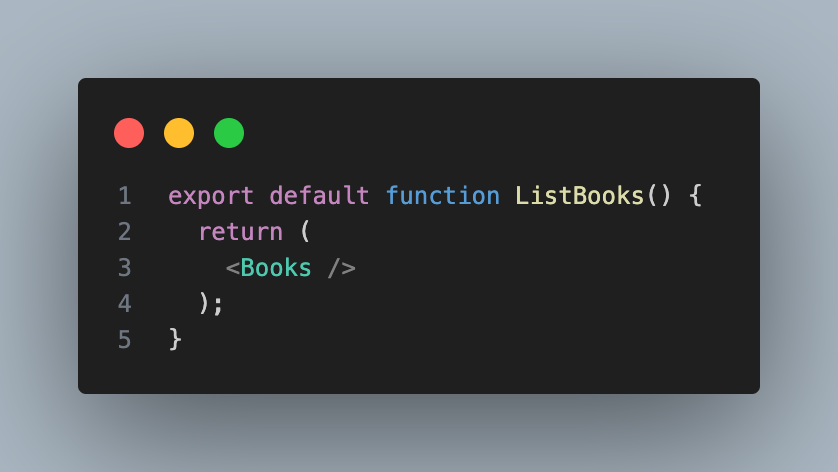 1 export default function ListBooks() {
2   return (
3     <Books />
4   );
5 }